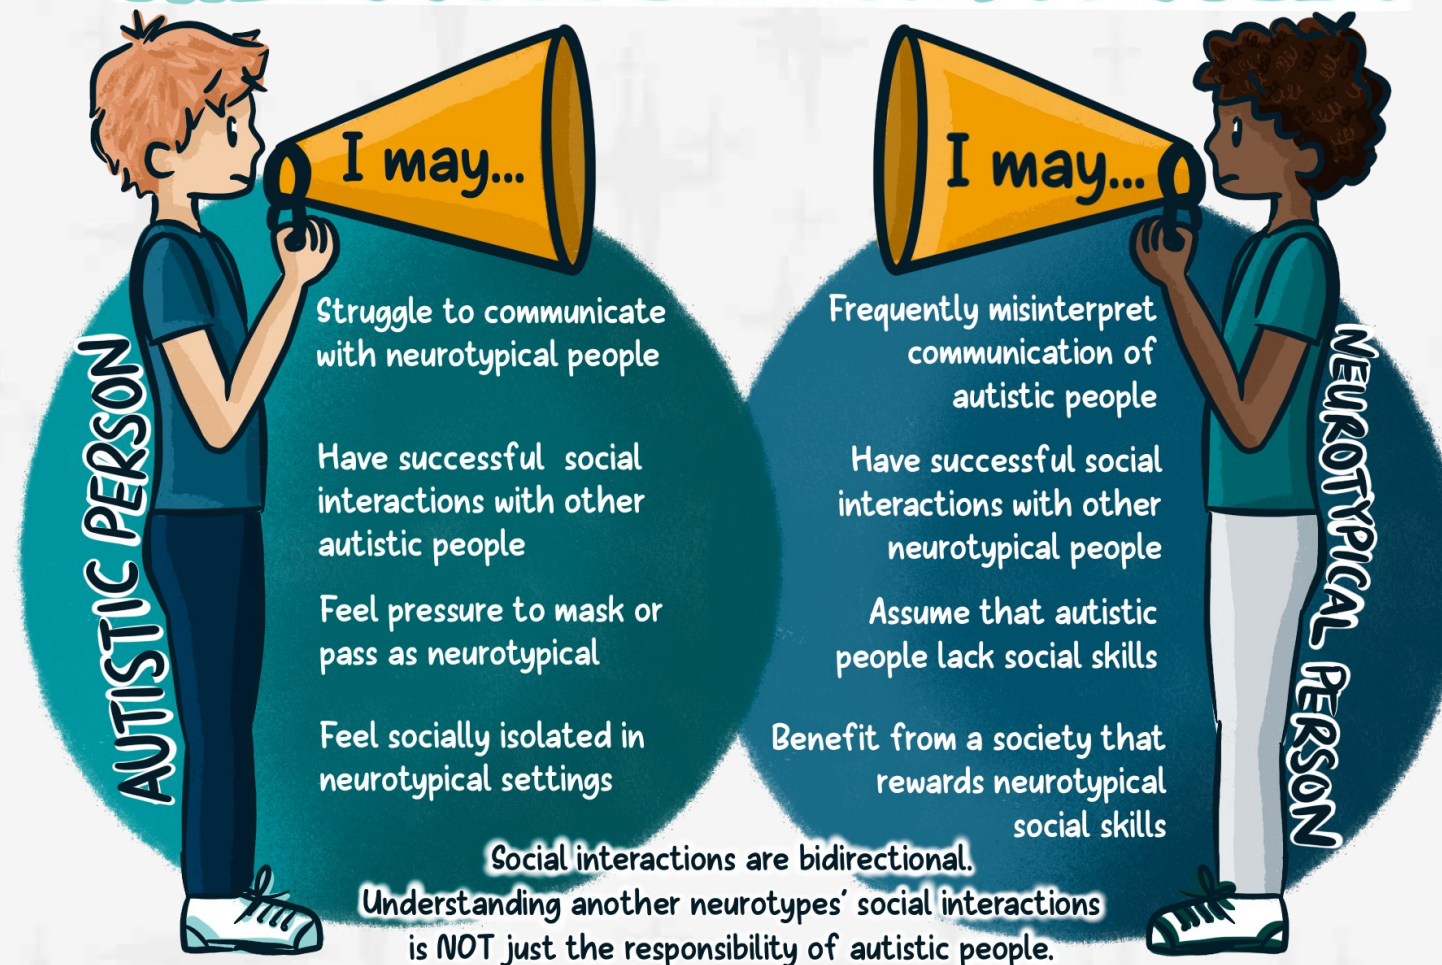 I may...
Struggle to communicate
with neurotypical people
Have successful social
interactions with other
autistic people
Feel pressure to mask or
pass as neurotypical
Feel socially isolated in
neurotypical settings
AUTISTIC PERSON
I may...
Frequently misinterpret
communication of
autistic people
Have successful social
interactions with other
neurotypical people
Assume that autistic
people lack social skills
Benefit from a society that
rewards neurotypical
social skills
NEUROTYPICAL PERSON
Social interactions are bidirectional.
Understanding another neurotypes' social interactions
is NOT just the responsibility of autistic people.